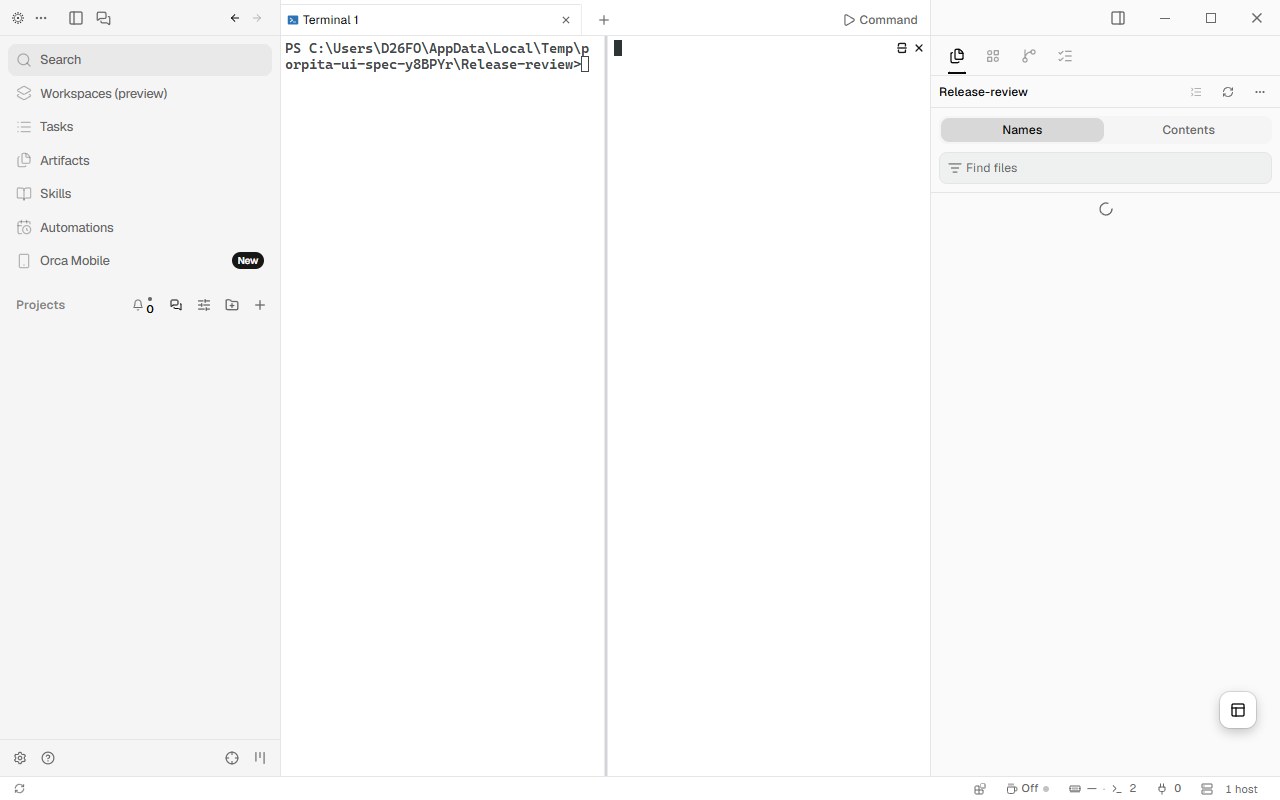 Terminal 1
Command
Search
Workspaces (preview)
Tasks
Artifacts
Skills
Automations
Orca Mobile
New
Projects
0
PS C:\Users\D26FO\AppData\Local\Temp\p
orpita-ui-spec-y8BPYr\Release-review>
Release-review
Names
Contents
Find files
Off
2
0
1 host